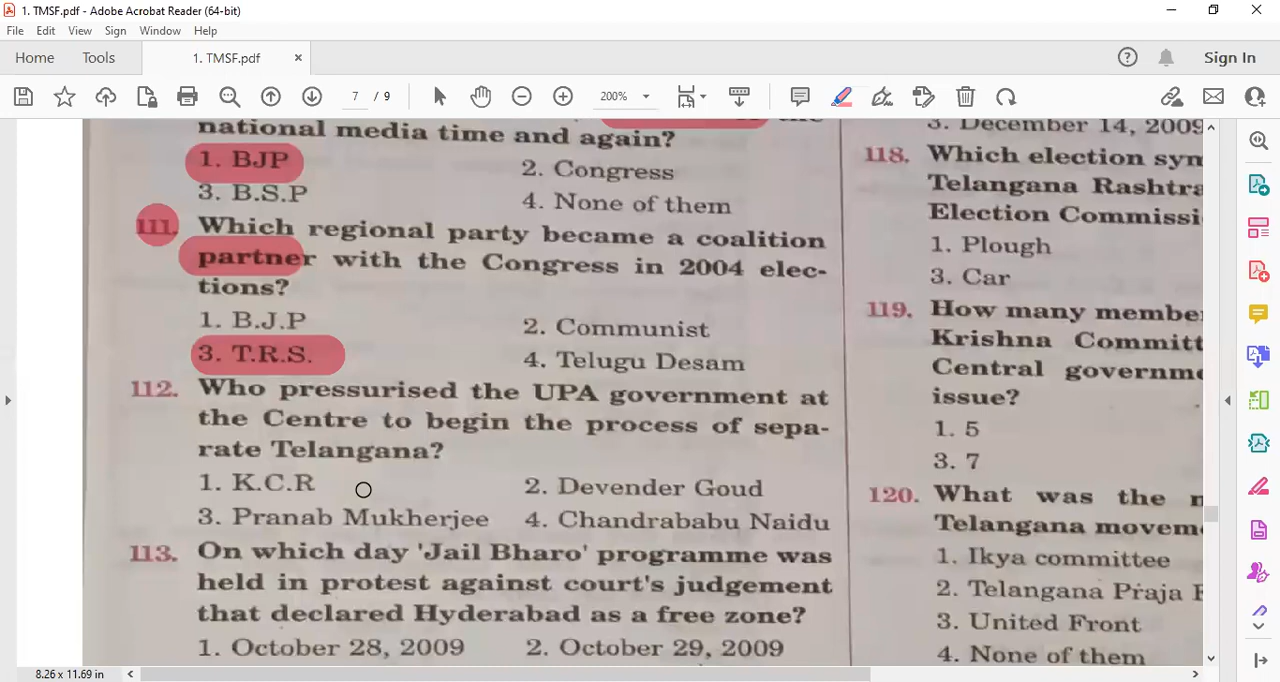 1. TMSF.pdf - Adobe Acrobat Reader (64-bit)
File Edit View Sign Window Help
Home Tools 1. TMSF.pdf × Sign In
7 / 9 200%
national media time and again?
1. BJP 2. Congress
3. B.S.P 4. None of them
111. Which regional party became a coalition
partner with the Congress in 2004 elec-
tions?
1. B.J.P 2. Communist
3. T.R.S. 4. Telugu Desam
112. Who pressurised the UPA government at
the Centre to begin the process of sepa-
rate Telangana?
1. K.C.R 2. Devender Goud
3. Pranab Mukherjee 4. Chandrababu Naidu
113. On which day 'Jail Bharo' programme was
held in protest against court's judgement
that declared Hyderabad as a free zone?
1. October 28, 2009 2. October 29, 2009
3. December 14, 2009
118. Which election sym
Telangana Rashtra
Election Commissi
1. Plough
3. Car
119. How many membe
Krishna Committ
Central governme
issue?
1. 5
3. 7
120. What was the
Telangana movem
1. Ikya committee
2. Telangana Praja
3. United Front
4. None of them
8.26 x 11.69 in